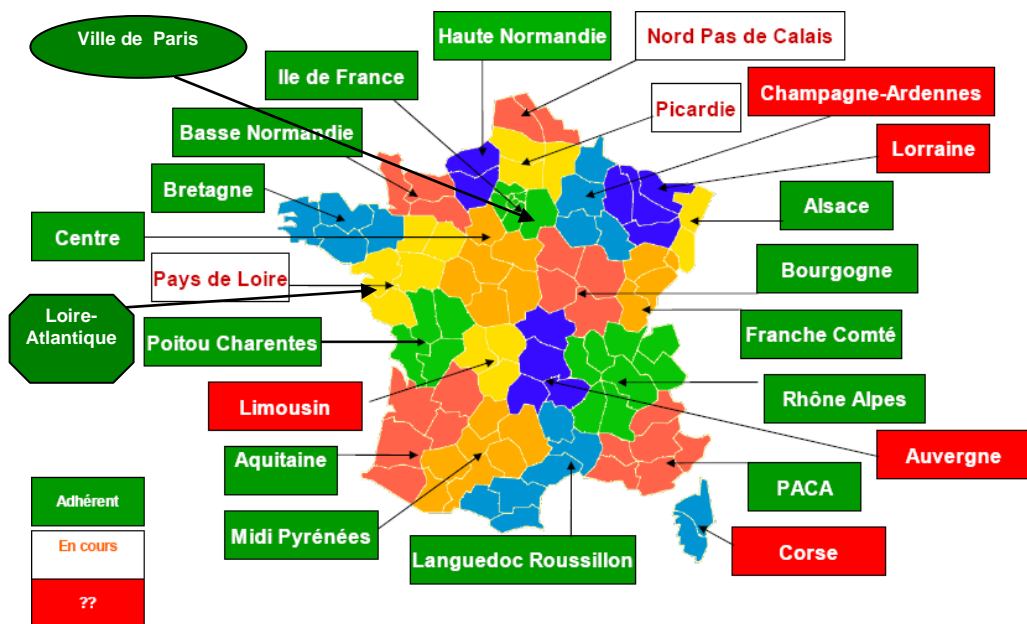 Ville de Paris
Haute Normandie
Nord Pas de Calais
Ile de France
Champagne-Ardennes
Picardie
Basse Normandie
Lorraine
Bretagne
Alsace
Centre
Bourgogne
Pays de Loire
Loire-
Atlantique
Franche Comté
Poitou Charentes
Rhône Alpes
Limousin
Auvergne
Aquitaine
PACA
Midi Pyrénées
Languedoc Roussillon
Corse
Adhérent
En cours
??